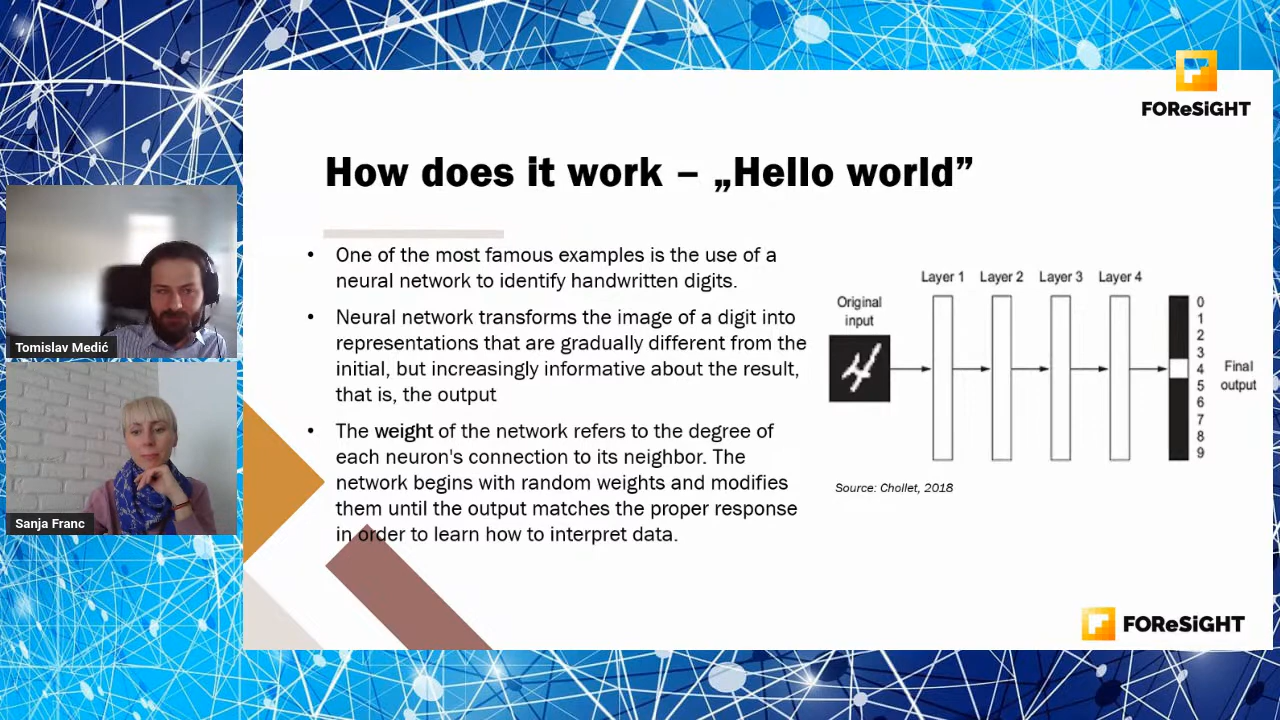 FOReSiGHT
How does it work – „Hello world”
• One of the most famous examples is the use of a
neural network to identify handwritten digits.
• Neural network transforms the image of a digit into
representations that are gradually different from the
initial, but increasingly informative about the result,
that is, the output
• The weight of the network refers to the degree of
each neuron's connection to its neighbor. The
network begins with random weights and modifies
them until the output matches the proper response
in order to learn how to interpret data.
Layer 1 Layer 2 Layer 3 Layer 4
Original
input
4
0
1
2
3
4
5
6
7
8
9
Final
output
Source: Chollet, 2018
Tomislav Medić
Sanja Franc
FOReSiGHT